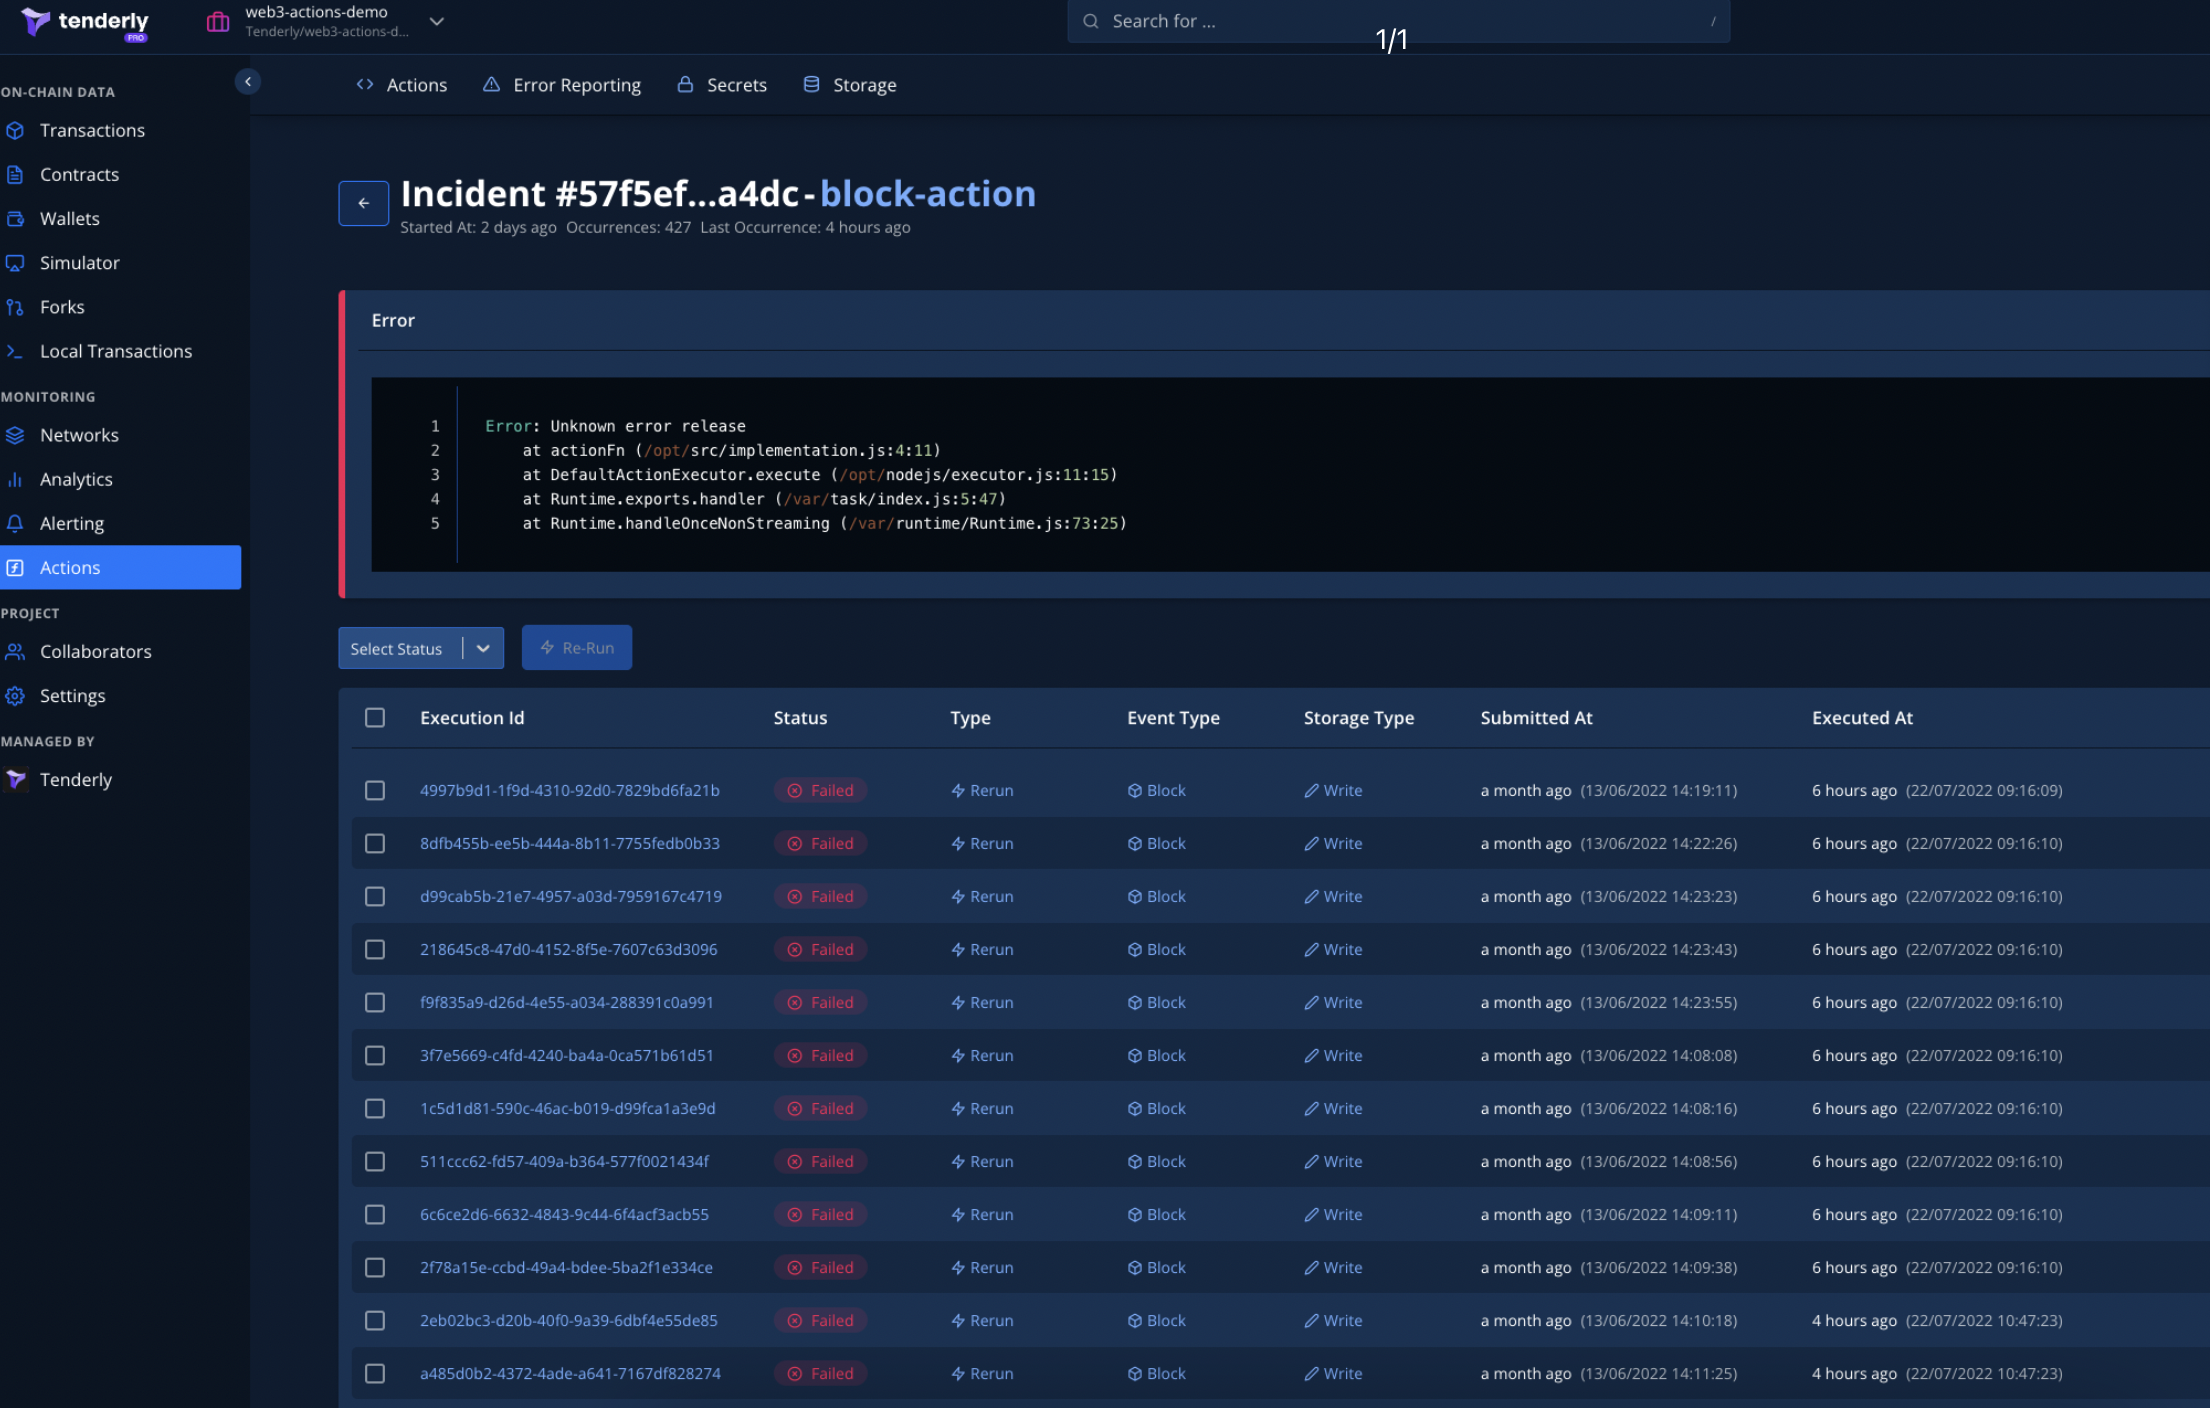 tenderly
PRO
web3-actions-demo
Tenderly/web3-actions-d...
Search for ...
/
1/1
ON-CHAIN DATA
Transactions
Contracts
Wallets
Simulator
Forks
Local Transactions
MONITORING
Networks
Analytics
Alerting
Actions
PROJECT
Collaborators
Settings
MANAGED BY
Tenderly
Actions Error Reporting Secrets Storage
Incident #57f5ef...a4dc - block-action
Started At: 2 days ago Occurrences: 427 Last Occurrence: 4 hours ago
Error
1 Error: Unknown error release
2 at actionFn (/opt/src/implementation.js:4:11)
3 at DefaultActionExecutor.execute (/opt/nodejs/executor.js:11:15)
4 at Runtime.exports.handler (/var/task/index.js:5:47)
5 at Runtime.handleOnceNonStreaming (/var/runtime/Runtime.js:73:25)
Select Status Re-Run
Execution Id Status Type Event Type Storage Type Submitted At Executed At
4997b9d1-1f9d-4310-92d0-7829bd6fa21b Failed Rerun Block Write a month ago (13/06/2022 14:19:11) 6 hours ago (22/07/2022 09:16:09)
8dfb455b-ee5b-444a-8b11-7755fedb0b33 Failed Rerun Block Write a month ago (13/06/2022 14:22:26) 6 hours ago (22/07/2022 09:16:10)
d99cab5b-21e7-4957-a03d-7959167c4719 Failed Rerun Block Write a month ago (13/06/2022 14:23:23) 6 hours ago (22/07/2022 09:16:10)
218645c8-47d0-4152-8f5e-7607c63d3096 Failed Rerun Block Write a month ago (13/06/2022 14:23:43) 6 hours ago (22/07/2022 09:16:10)
f9f835a9-d26d-4e55-a034-288391c0a991 Failed Rerun Block Write a month ago (13/06/2022 14:23:55) 6 hours ago (22/07/2022 09:16:10)
3f7e5669-c4fd-4240-ba4a-0ca571b61d51 Failed Rerun Block Write a month ago (13/06/2022 14:08:08) 6 hours ago (22/07/2022 09:16:10)
1c5d1d81-590c-46ac-b019-d99fca1a3e9d Failed Rerun Block Write a month ago (13/06/2022 14:08:16) 6 hours ago (22/07/2022 09:16:10)
511ccc62-fd57-409a-b364-577f0021434f Failed Rerun Block Write a month ago (13/06/2022 14:08:56) 6 hours ago (22/07/2022 09:16:10)
6c6ce2d6-6632-4843-9c44-6f4acf3acb55 Failed Rerun Block Write a month ago (13/06/2022 14:09:11) 6 hours ago (22/07/2022 09:16:10)
2f78a15e-ccbd-49a4-bdee-5ba2f1e334ce Failed Rerun Block Write a month ago (13/06/2022 14:09:38) 6 hours ago (22/07/2022 09:16:10)
2eb02bc3-d20b-40f0-9a39-6dbf4e55de85 Failed Rerun Block Write a month ago (13/06/2022 14:10:18) 4 hours ago (22/07/2022 10:47:23)
a485d0b2-4372-4ade-a641-7167df828274 Failed Rerun Block Write a month ago (13/06/2022 14:11:25) 4 hours ago (22/07/2022 10:47:23)